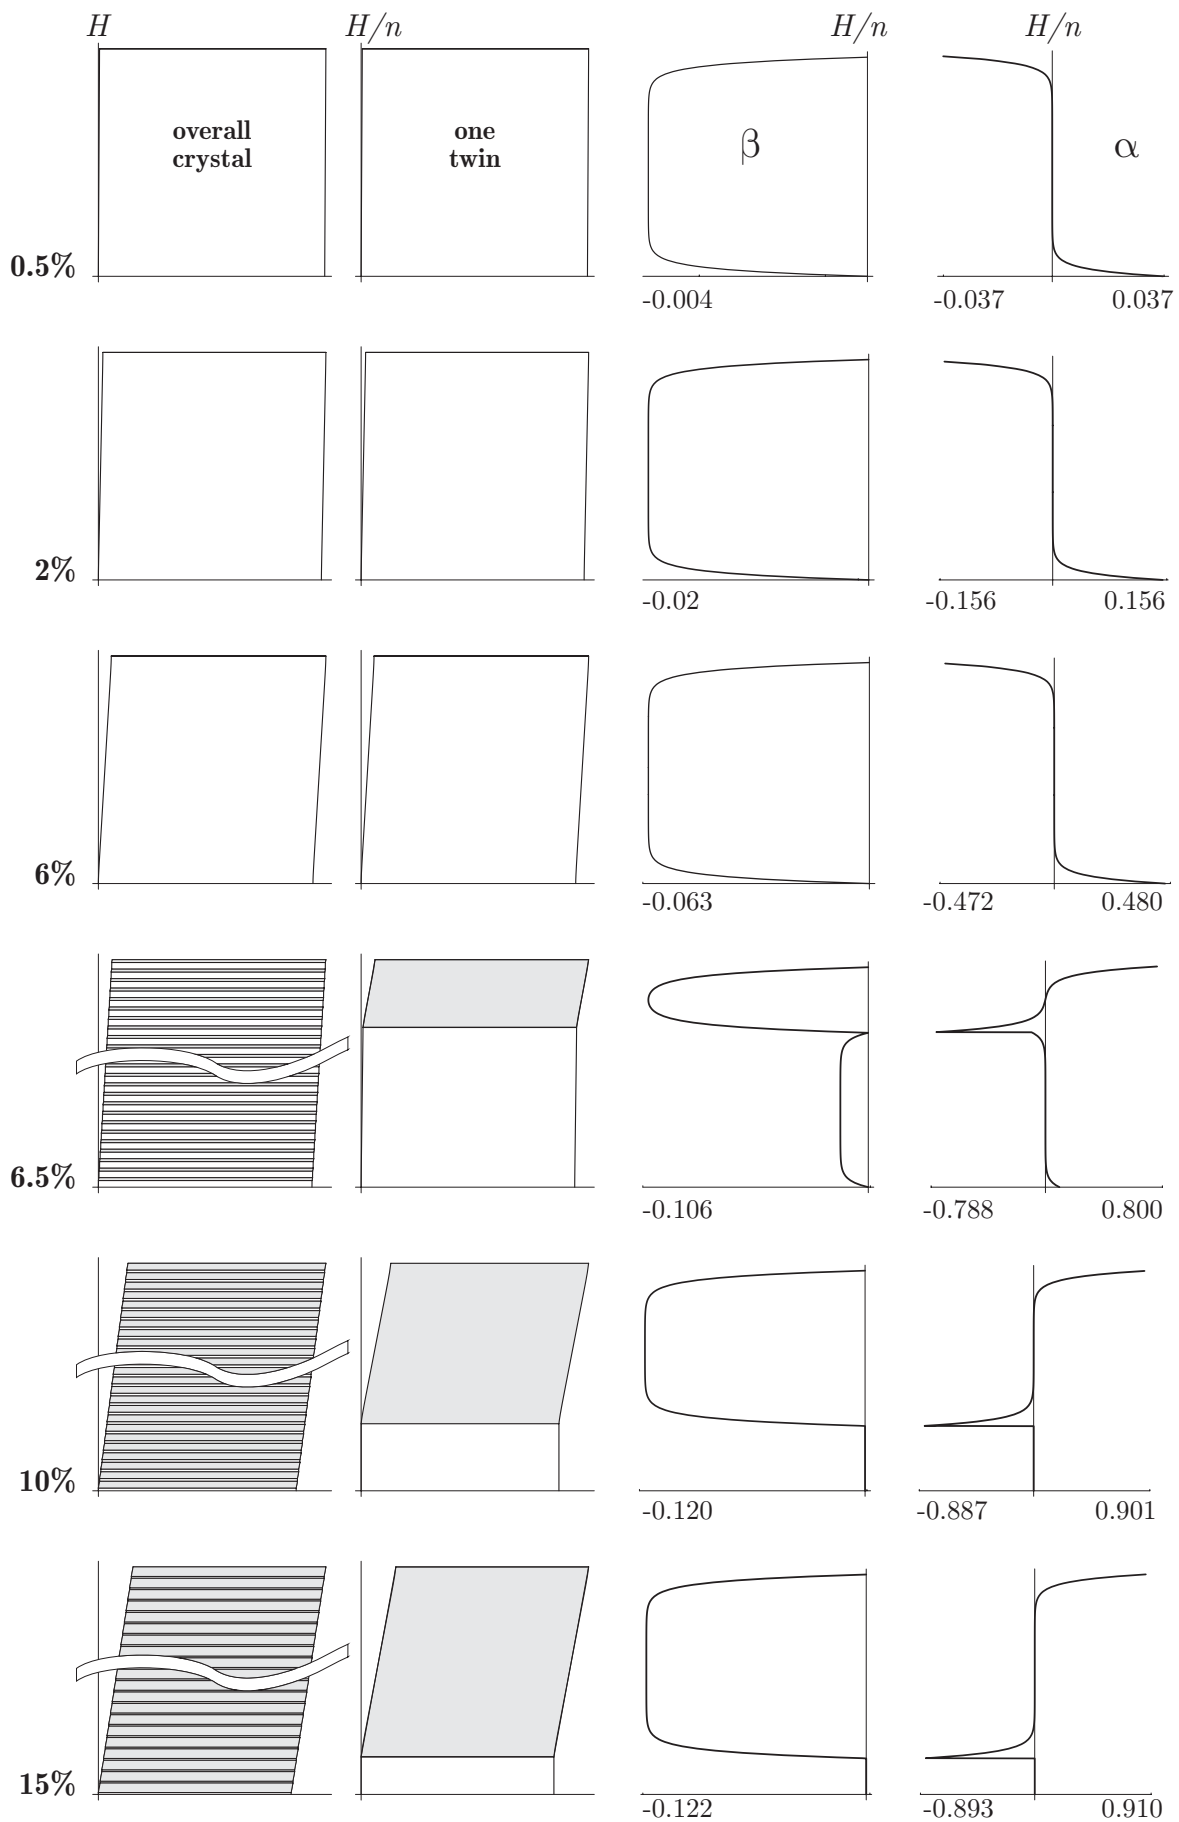 H H/n H/n H/n
overall one
crystal twin
β α
0.5%
-0.004 -0.037 0.037
2%
-0.02 -0.156 0.156
6%
-0.063 -0.472 0.480
6.5%
-0.106 -0.788 0.800
10%
-0.120 -0.887 0.901
15%
-0.122 -0.893 0.910